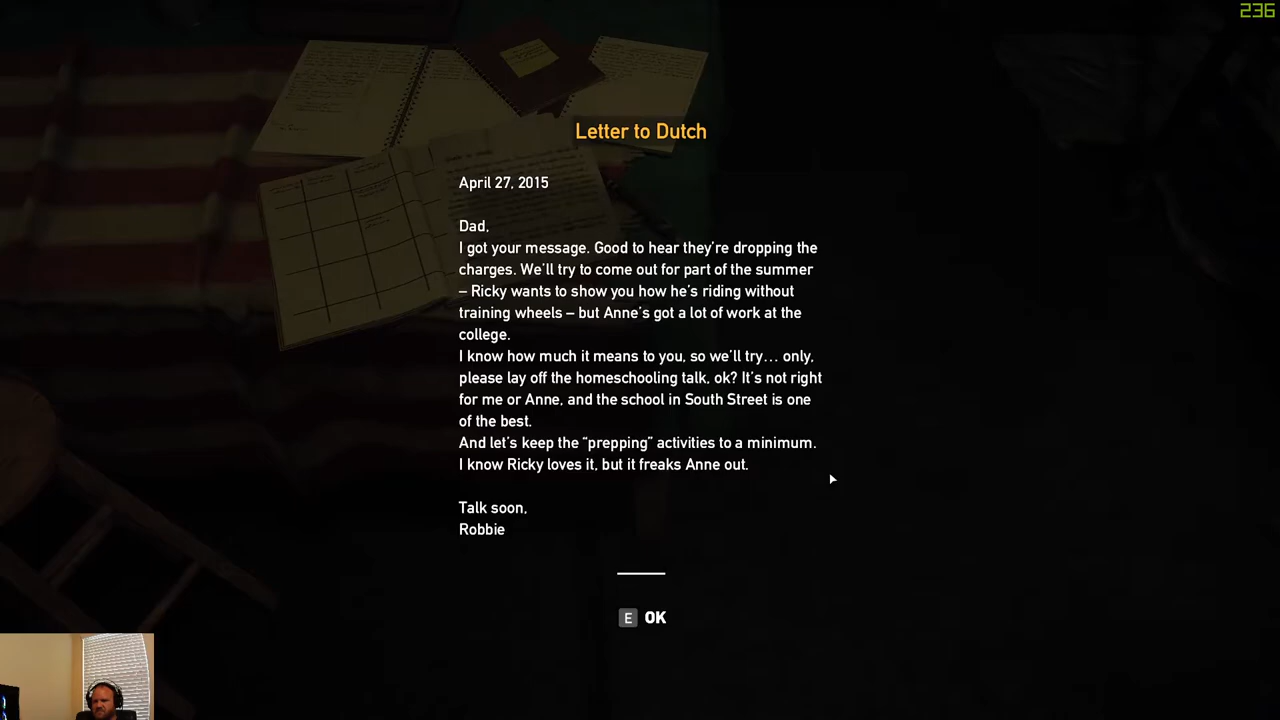 236
Letter to Dutch
April 27, 2015
Dad,
I got your message. Good to hear they're dropping the
charges. We'll try to come out for part of the summer
– Ricky wants to show you how he's riding without
training wheels – but Anne's got a lot of work at the
college.
I know how much it means to you, so we'll try... only,
please lay off the homeschooling talk, ok? It's not right
for me or Anne, and the school in South Street is one
of the best.
And let's keep the “prepping” activities to a minimum.
I know Ricky loves it, but it freaks Anne out.
Talk soon,
Robbie
E OK